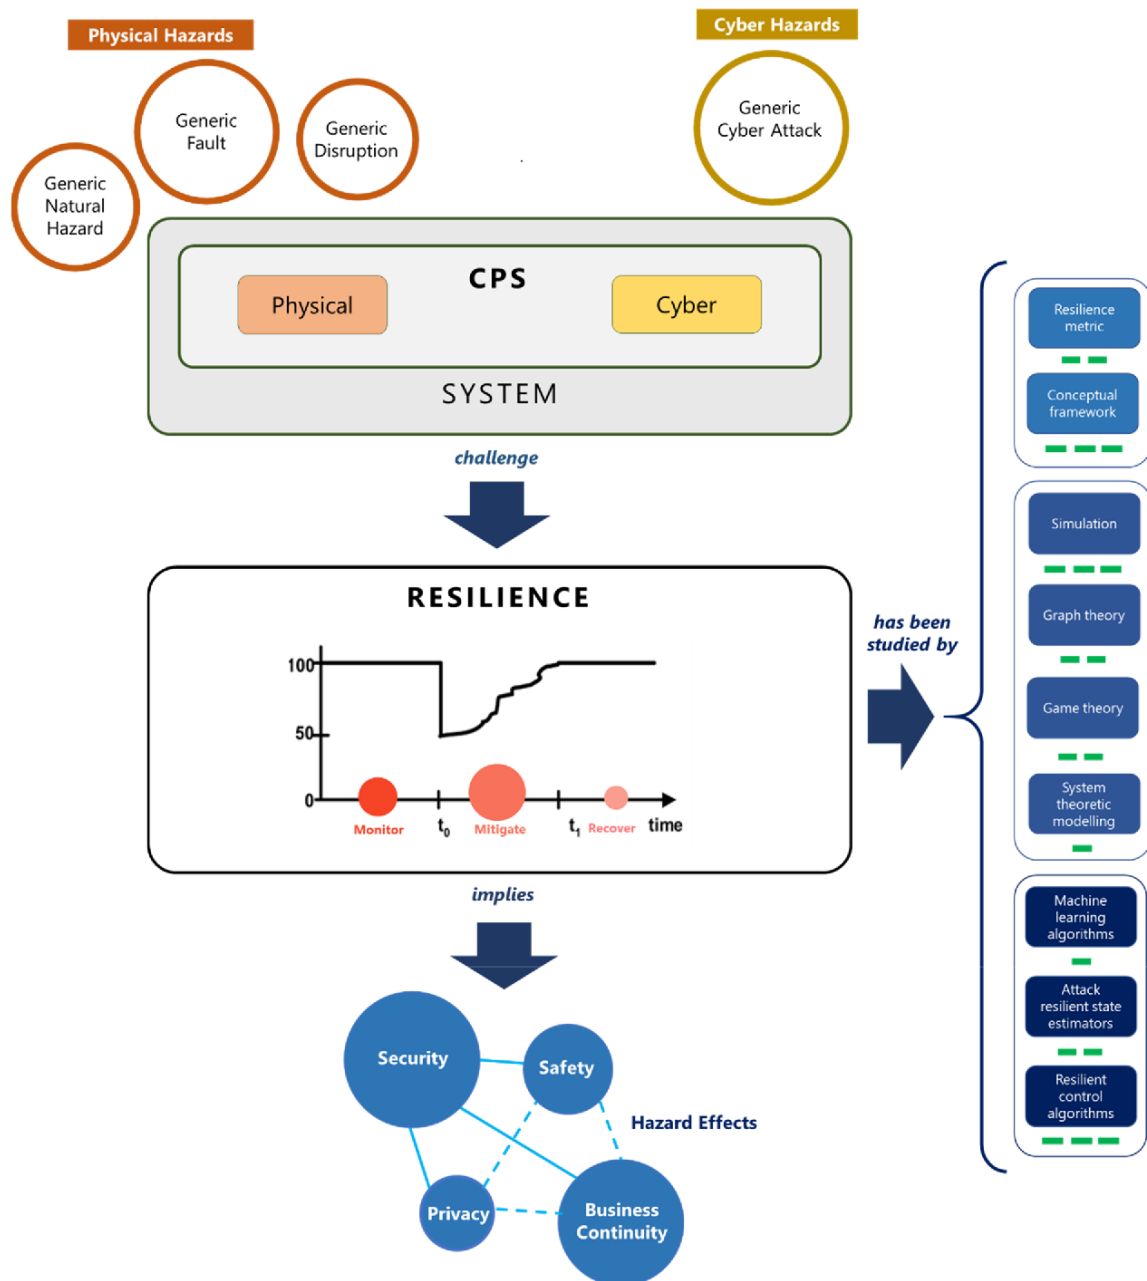 Physical Hazards
Cyber Hazards
Generic
Fault
Generic
Disruption
Generic
Cyber Attack
Generic
Natural
Hazard
CPS
Physical
Cyber
SYSTEM
challenge
RESILIENCE
100
50
0
Monitor
t0
Mitigate
t1
Recover
time
has been
studied by
implies
Security
Safety
Hazard Effects
Privacy
Business
Continuity
Resilience
metric
Conceptual
framework
Simulation
Graph theory
Game theory
System
theoretic
modelling
Machine
learning
algorithms
Attack
resilient state
estimators
Resilient
control
algorithms